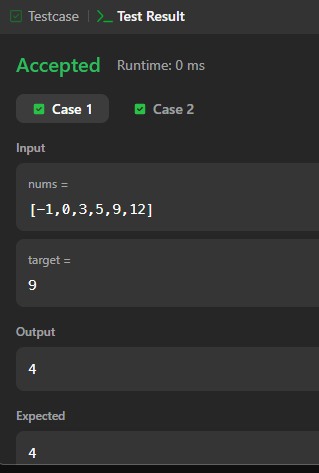 Testcase Test Result
Accepted Runtime: 0 ms
Case 1 Case 2
Input
nums =
[−1,0,3,5,9,12]
target =
9
Output
4
Expected
4